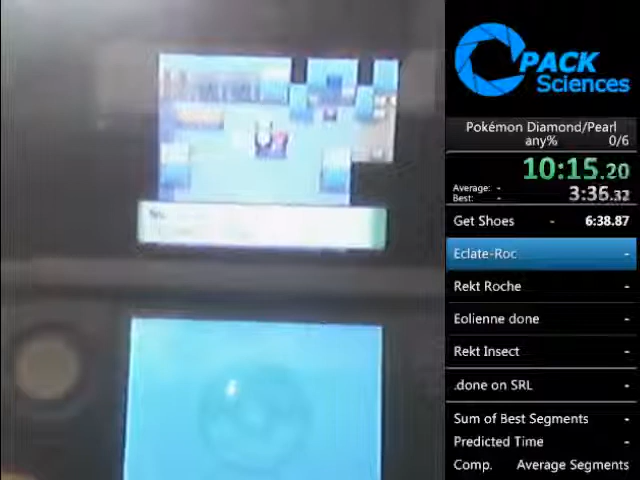 PACK
Sciences
Pokémon Diamond/Pearl
any% 0/6
10:15.20
Average: -
Best: - 3:36.32
Get Shoes - 6:38.87
Eclate-Roc -
Rekt Roche -
Eolienne done -
Rekt Insect -
.done on SRL -
Sum of Best Segments -
Predicted Time -
Comp. Average Segments